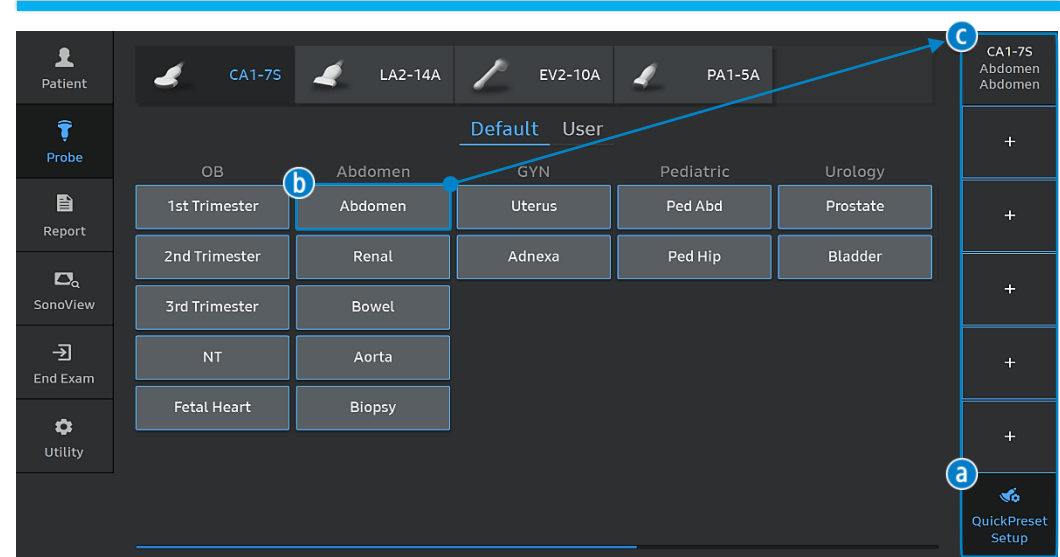 Patient
Probe
Report
SonoView
End Exam
Utility
CA1-7S
LA2-14A
EV2-10A
PA1-5A
Default
User
OB
Abdomen
GYN
Pediatric
Urology
b
1st Trimester
Abdomen
Uterus
Ped Abd
Prostate
2nd Trimester
Renal
Adnexa
Ped Hip
Bladder
3rd Trimester
Bowel
NT
Aorta
Fetal Heart
Biopsy
c
CA1-7S
Abdomen
Abdomen
+
+
+
+
+
a
QuickPreset
Setup